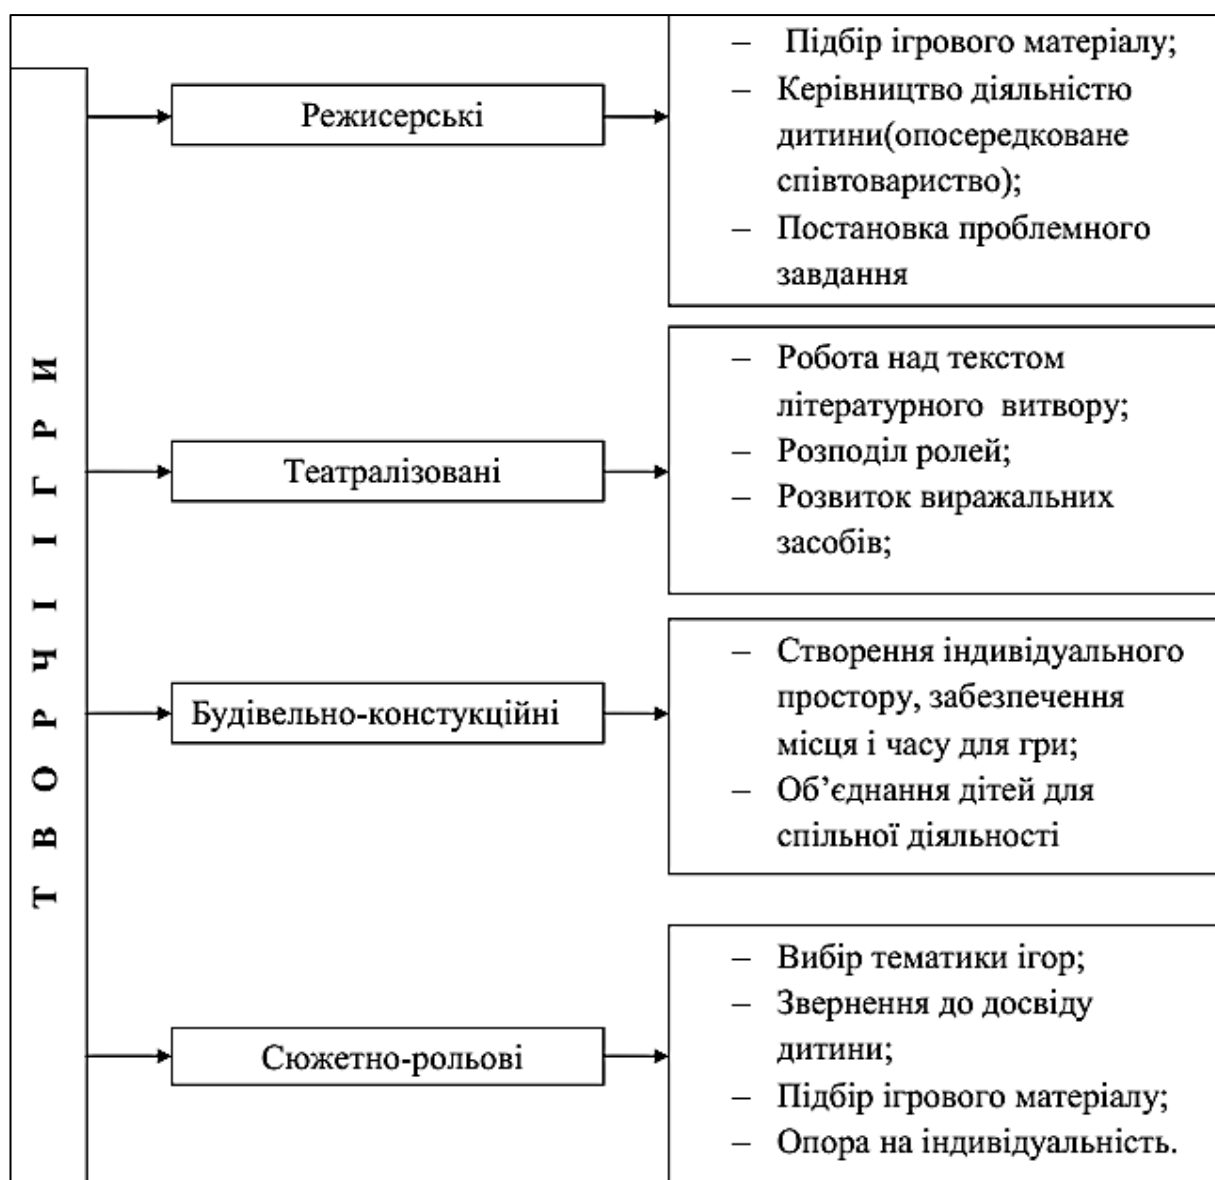 ТВОРЧІ ІГРИ
Режисерські
– Підбір ігрового матеріалу;
– Керівництво діяльністю
дитини(опосередковане
співтовариство);
– Постановка проблемного
завдання
Театралізовані
– Робота над текстом
літературного витвору;
– Розподіл ролей;
– Розвиток виражальних
засобів;
Будівельно-констукційні
– Створення індивідуального
простору, забезпечення
місця і часу для гри;
– Об’єднання дітей для
спільної діяльності
Сюжетно-рольові
– Вибір тематики ігор;
– Звернення до досвіду
дитини;
– Підбір ігрового матеріалу;
– Опора на індивідуальність.